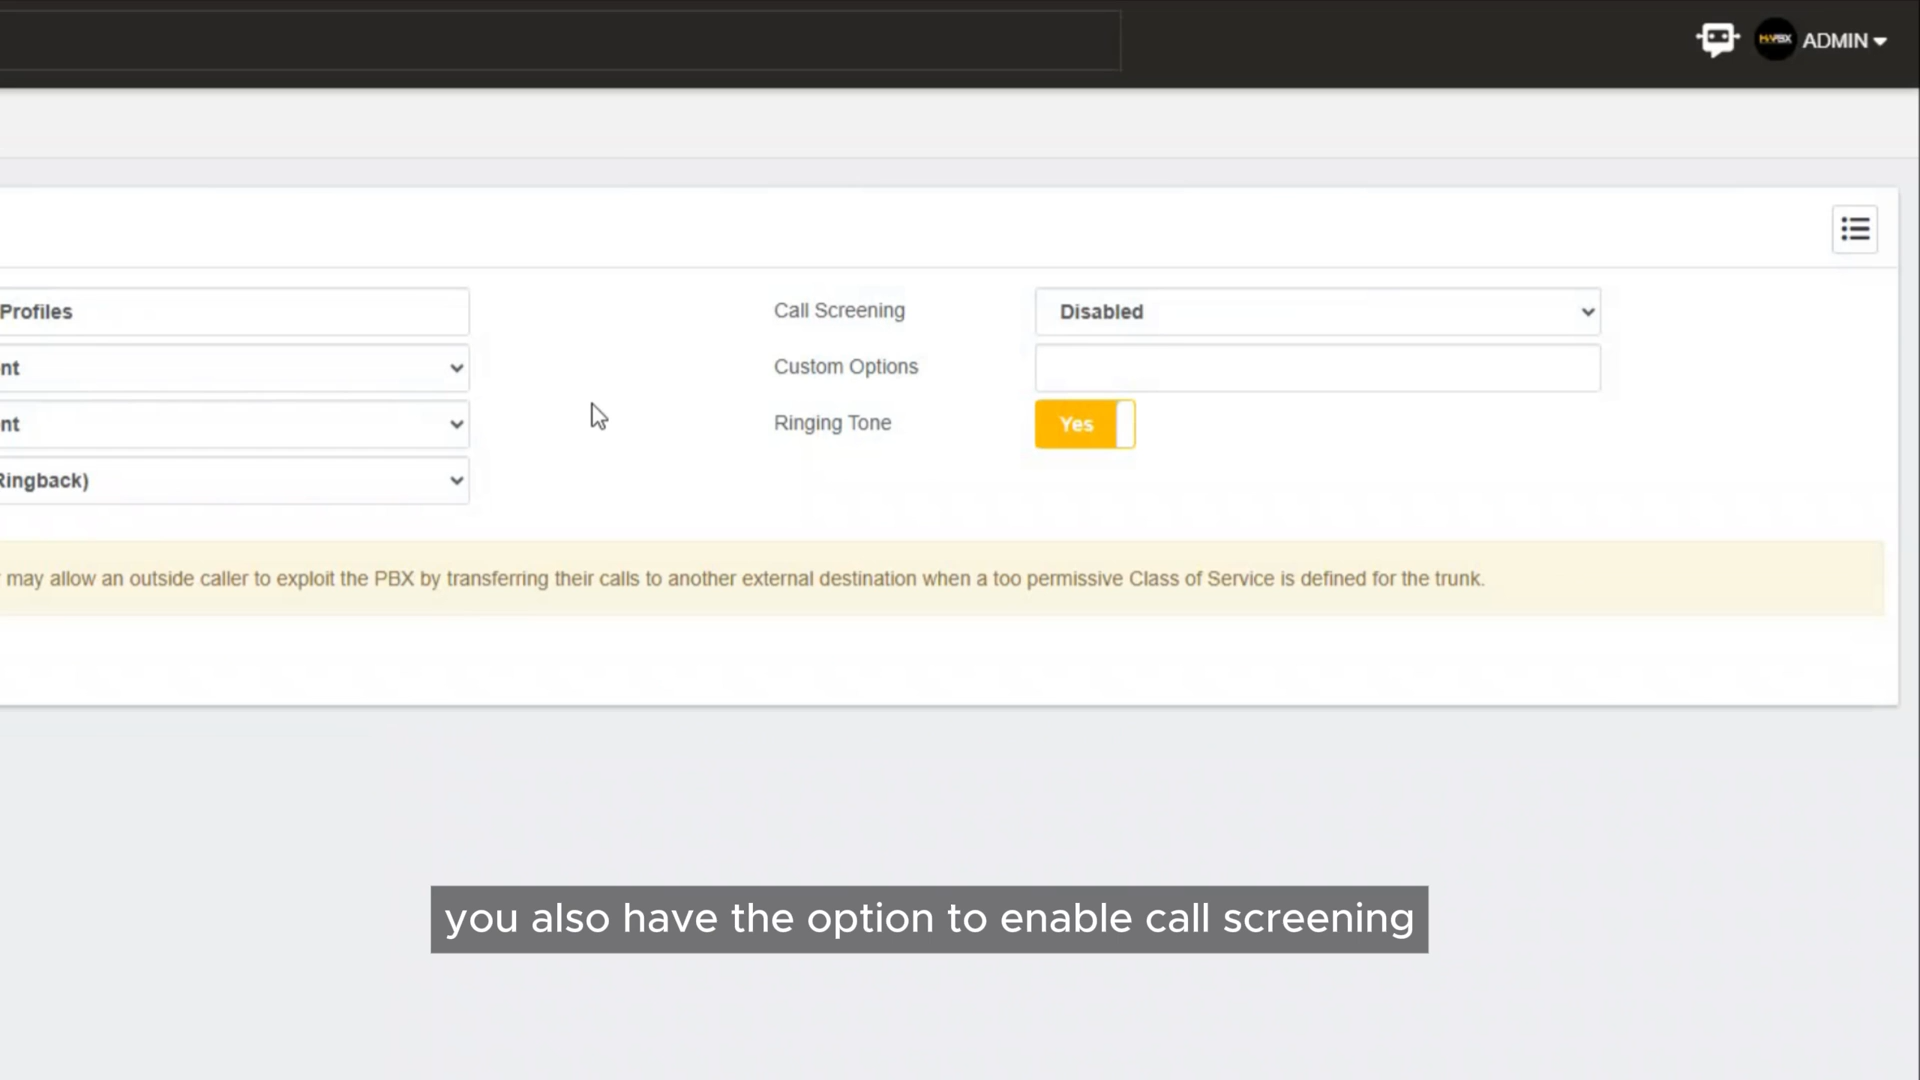 ADMIN
Profiles
Call Screening
Disabled
nt
Custom Options
nt
Ringing Tone
Yes
Ringback)
may allow an outside caller to exploit the PBX by transferring their calls to another external destination when a too permissive Class of Service is defined for the trunk.
you also have the option to enable call screening